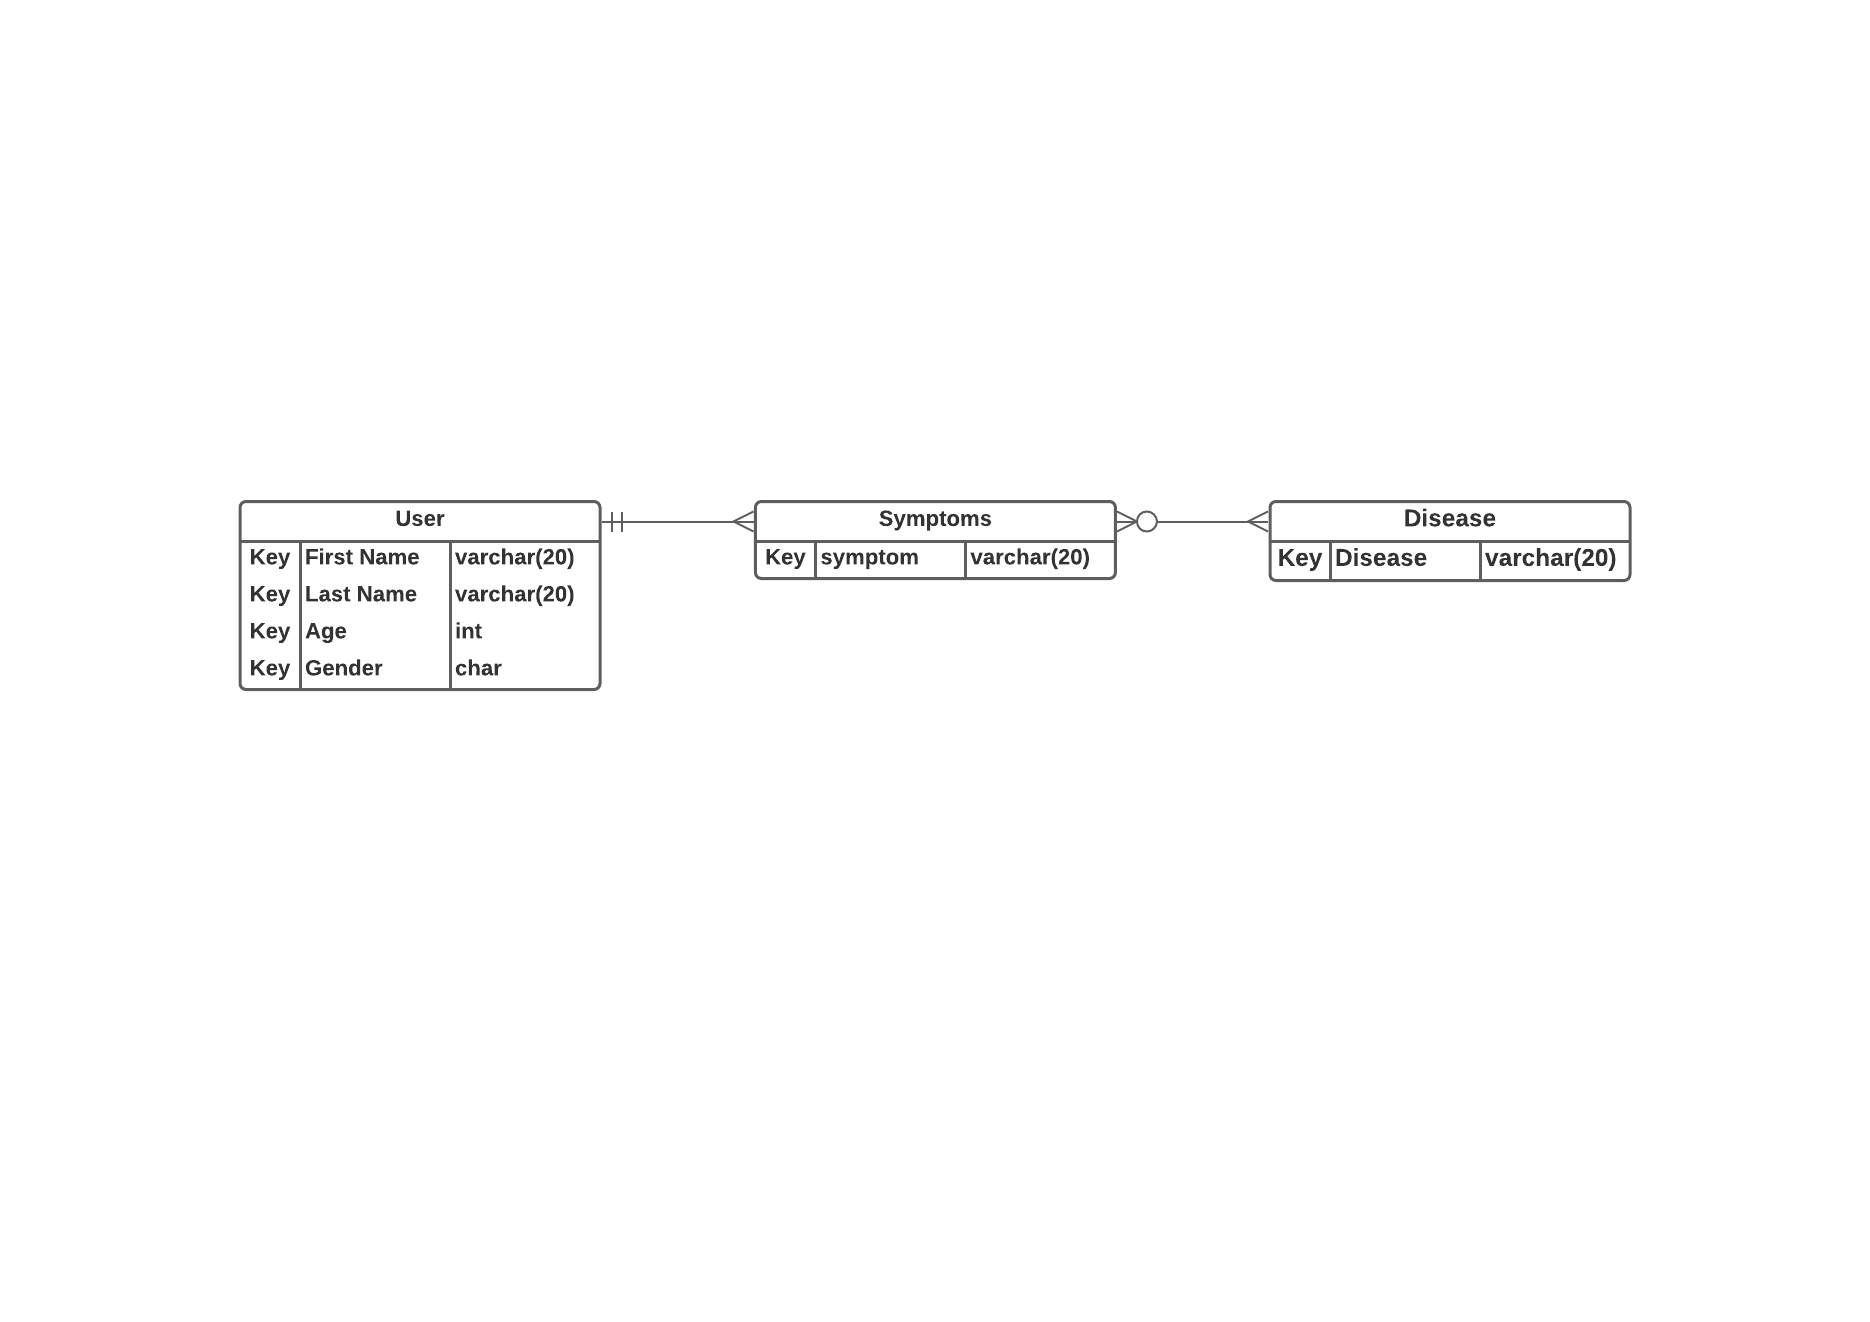 User
Key First Name varchar(20)
Key Last Name varchar(20)
Key Age int
Key Gender char
Symptoms
Key symptom varchar(20)
Disease
Key Disease varchar(20)